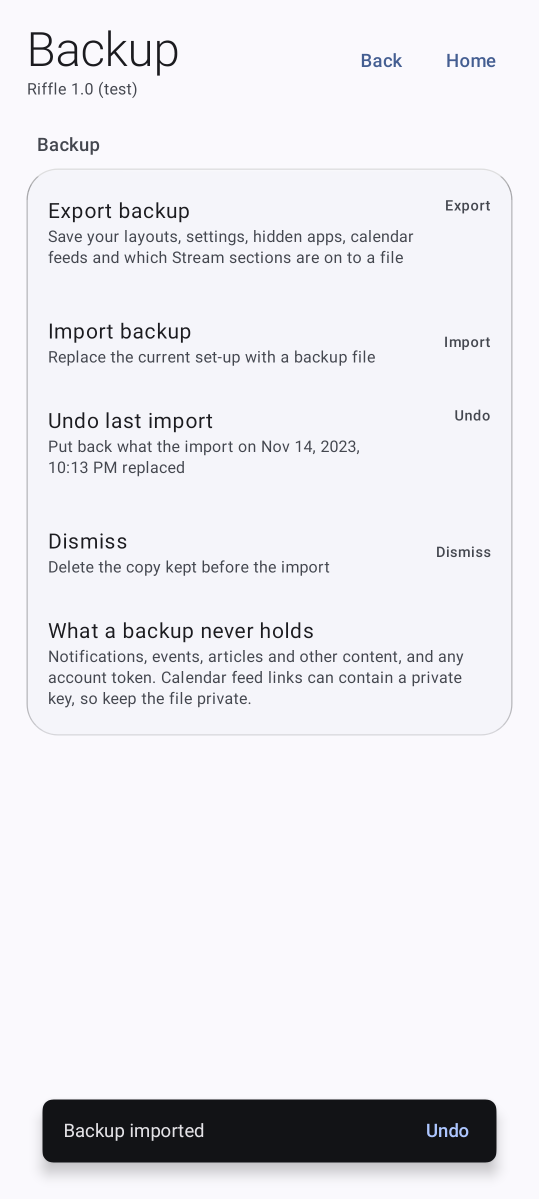 Backup
Back
Home
Riffle 1.0 (test)
Backup
Export backup
Export
Save your layouts, settings, hidden apps, calendar
feeds and which Stream sections are on to a file
Import backup
Import
Replace the current set-up with a backup file
Undo last import
Undo
Put back what the import on Nov 14, 2023,
10:13 PM replaced
Dismiss
Dismiss
Delete the copy kept before the import
What a backup never holds
Notifications, events, articles and other content, and any
account token. Calendar feed links can contain a private
key, so keep the file private.
Backup imported
Undo